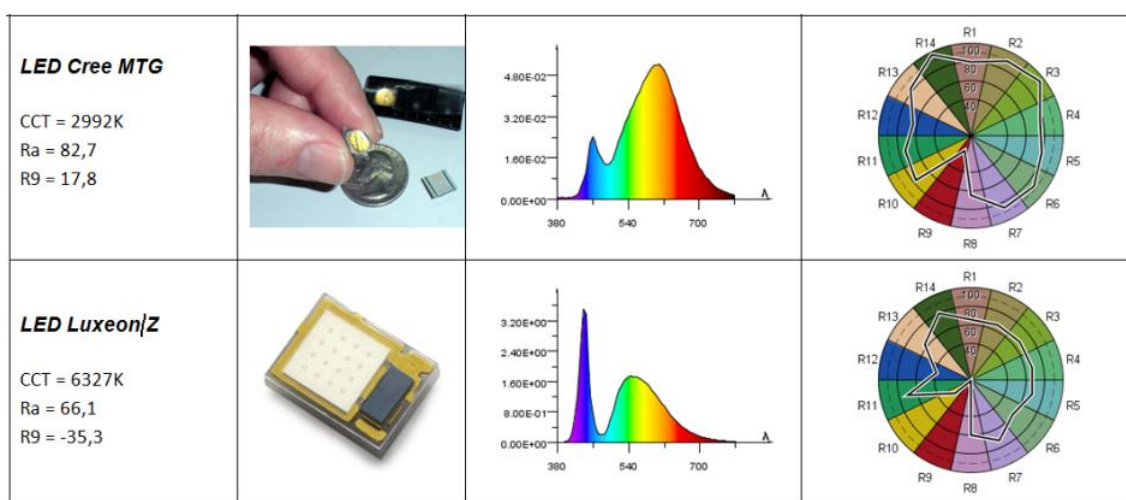 LED Cree MTG
CCT = 2992K
Ra = 82,7
R9 = 17,8
4.80E-02
3.20E-02
1.60E-02
0.00E+00
380
540
700
λ
R1
R2
R3
R4
R5
R6
R7
R8
R9
R10
R11
R12
R13
R14
100
80
60
40
LED Luxeon Z
CCT = 6327K
Ra = 66,1
R9 = -35,3
3.20E+00
2.40E+00
1.60E+00
8.00E-01
0.00E+00
380
540
700
λ
R1
R2
R3
R4
R5
R6
R7
R8
R9
R10
R11
R12
R13
R14
100
80
60
40